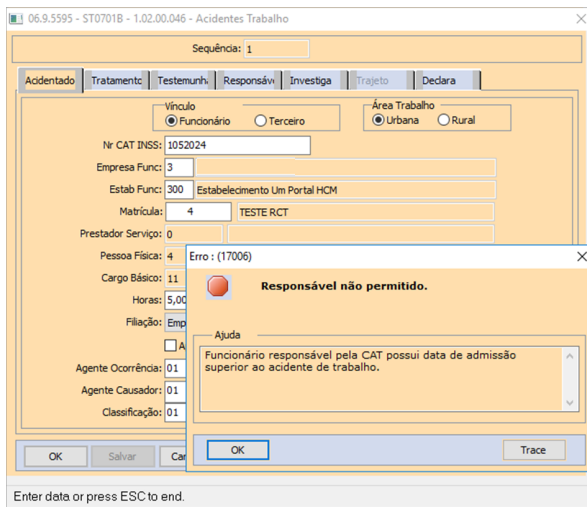 06.9.5595 - ST0701B - 1.02.00.046 - Acidentes Trabalho
Sequência: 1
Acidentado Tratamento Testemunha Responsáve Investiga Trajeto Declara
Vínculo
Funcionário Terceiro
Área Trabalho
Urbana Rural
Nr CAT INSS: 1052024
Empresa Func: 3
Estab Func: 300 Estabelecimento Um Portal HCM
Matrícula: 4 TESTE RCT
Prestador Serviço: 0
Pessoa Física: 4
Cargo Básico: 11
Horas: 5,00
Filiação: Emp
A
Agente Ocorrência: 01
Agente Causador: 01
Classificação: 01
OK Salvar Can
Erro : (17006)
Responsável não permitido.
Ajuda
Funcionário responsável pela CAT possui data de admissão
superior ao acidente de trabalho.
OK Trace
Enter data or press ESC to end.